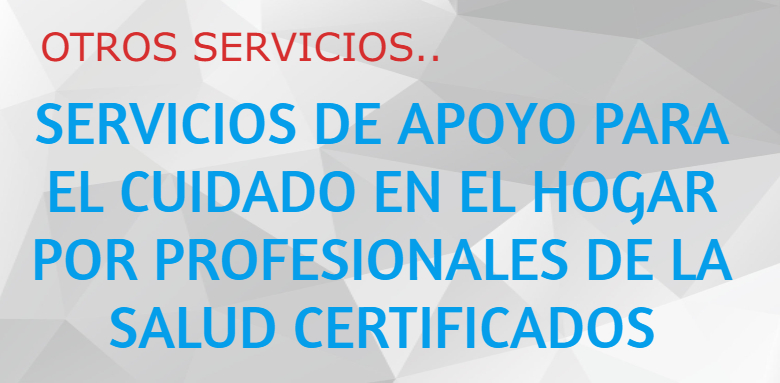 OTROS SERVICIOS..
SERVICIOS DE APOYO PARA
EL CUIDADO EN EL HOGAR
POR PROFESIONALES DE LA
SALUD CERTIFICADOS